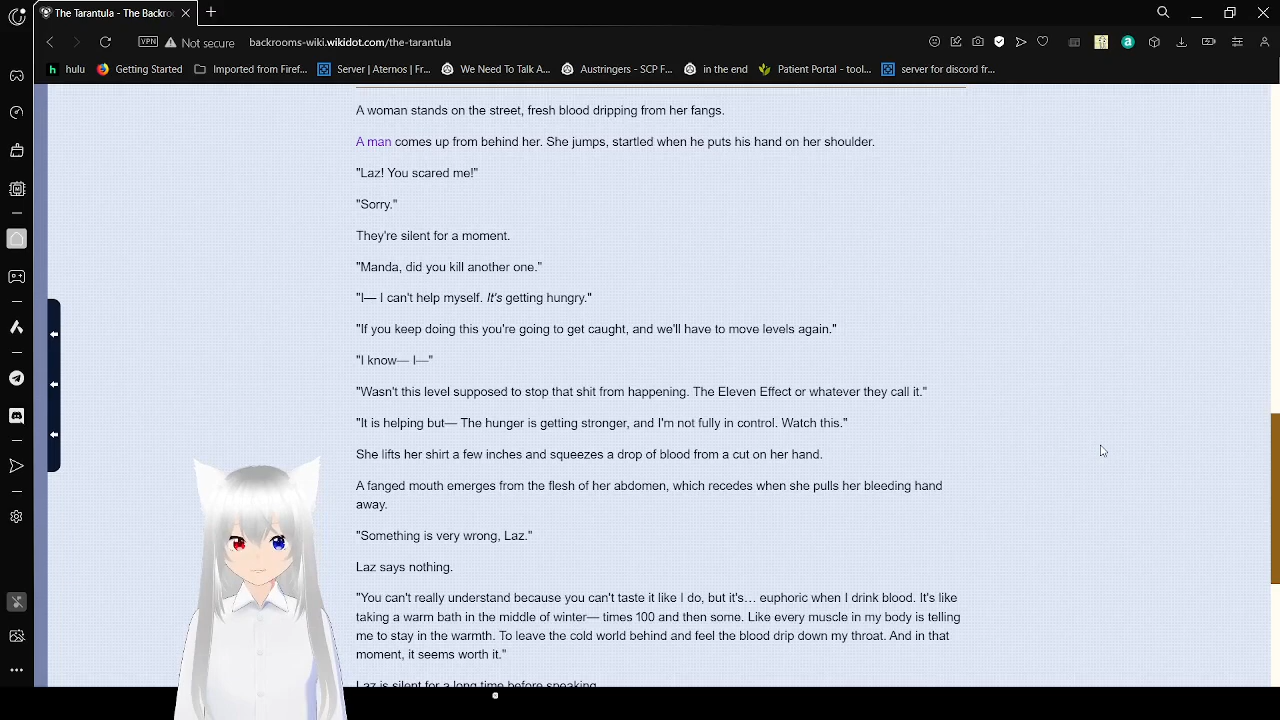 The Tarantula - The Backro
Not secure
backrooms-wiki.wikidot.com/the-tarantula
VPN
hulu
Getting Started
Imported from Firef...
Server | Aternos | Fr...
We Need To Talk A...
Austringers - SCP F...
in the end
Patient Portal - tool...
server for discord fr...
A woman stands on the street, fresh blood dripping from her fangs.
A man comes up from behind her. She jumps, startled when he puts his hand on her shoulder.
"Laz! You scared me!"
"Sorry."
They're silent for a moment.
"Manda, did you kill another one."
"I— I can't help myself. It's getting hungry."
"If you keep doing this you're going to get caught, and we'll have to move levels again."
"I know— I—"
"Wasn't this level supposed to stop that shit from happening. The Eleven Effect or whatever they call it."
"It is helping but— The hunger is getting stronger, and I'm not fully in control. Watch this."
She lifts her shirt a few inches and squeezes a drop of blood from a cut on her hand.
A fanged mouth emerges from the flesh of her abdomen, which recedes when she pulls her bleeding hand
away.
"Something is very wrong, Laz."
Laz says nothing.
"You can't really understand because you can't taste it like I do, but it's… euphoric when I drink blood. It's like
taking a warm bath in the middle of winter— times 100 and then some. Like every muscle in my body is telling
me to stay in the warmth. To leave the cold world behind and feel the blood drip down my throat. And in that
moment, it seems worth it."
Laz is silent for a long time before speaking.